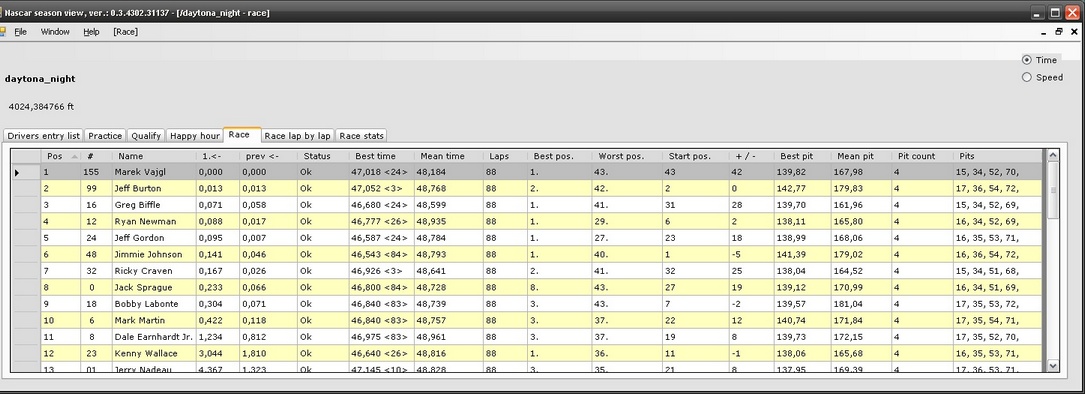 Nascar season view, ver.: 0.3.4302.31137 - [/daytona_night - race]
File Window Help [Race]
Time
Speed
daytona_night
4024,384766 ft
Drivers entry list Practice Qualify Happy hour Race Race lap by lap Race stats
Pos # Name 1.<- prev <- Status Best time Mean time Laps Best pos. Worst pos. Start pos. + / - Best pit Mean pit Pit count Pits
1 155 Marek Vajgl 0,000 0,000 Ok 47,018 <24> 48,184 88 1. 43. 43 42 139,82 167,98 4 15, 34, 52, 70,
2 99 Jeff Burton 0,013 0,013 Ok 47,052 <3> 48,768 88 2. 42. 2 0 142,77 179,83 4 17, 36, 54, 72,
3 16 Greg Biffle 0,071 0,058 Ok 46,680 <24> 48,599 88 1. 41. 31 28 139,70 161,96 4 15, 34, 52, 69,
4 12 Ryan Newman 0,088 0,017 Ok 46,777 <26> 48,935 88 1. 29. 6 2 138,11 165,80 4 16, 34, 52, 69,
5 24 Jeff Gordon 0,095 0,007 Ok 46,587 <24> 48,784 88 1. 27. 23 18 138,99 168,06 4 16, 35, 53, 71,
6 48 Jimmie Johnson 0,141 0,046 Ok 46,543 <84> 48,793 88 1. 40. 1 -5 141,39 179,02 4 16, 36, 54, 72,
7 32 Ricky Craven 0,167 0,026 Ok 46,926 <3> 48,641 88 2. 41. 32 25 138,04 164,52 4 15, 34, 51, 68,
8 0 Jack Sprague 0,233 0,066 Ok 46,800 <84> 48,728 88 8. 43. 27 19 139,12 170,99 4 16, 34, 51, 69,
9 18 Bobby Labonte 0,304 0,071 Ok 46,840 <83> 48,739 88 3. 43. 7 -2 139,57 181,04 4 17, 35, 53, 72,
10 6 Mark Martin 0,422 0,118 Ok 46,840 <83> 48,757 88 3. 37. 22 12 140,74 171,84 4 17, 35, 54, 71,
11 8 Dale Earnhardt Jr. 1,234 0,812 Ok 46,975 <83> 48,961 88 3. 37. 19 8 139,73 172,15 4 17, 35, 52, 70,
12 23 Kenny Wallace 3,044 1,810 Ok 46,640 <26> 48,816 88 1. 36. 11 -1 138,06 165,68 4 16, 35, 53, 71,
13 01 Jerry Nadeau 4,367 1,323 Ok 47,145 <10> 48,828 88 3. 35. 21 8 137,95 169,39 4 17, 36, 53, 71,